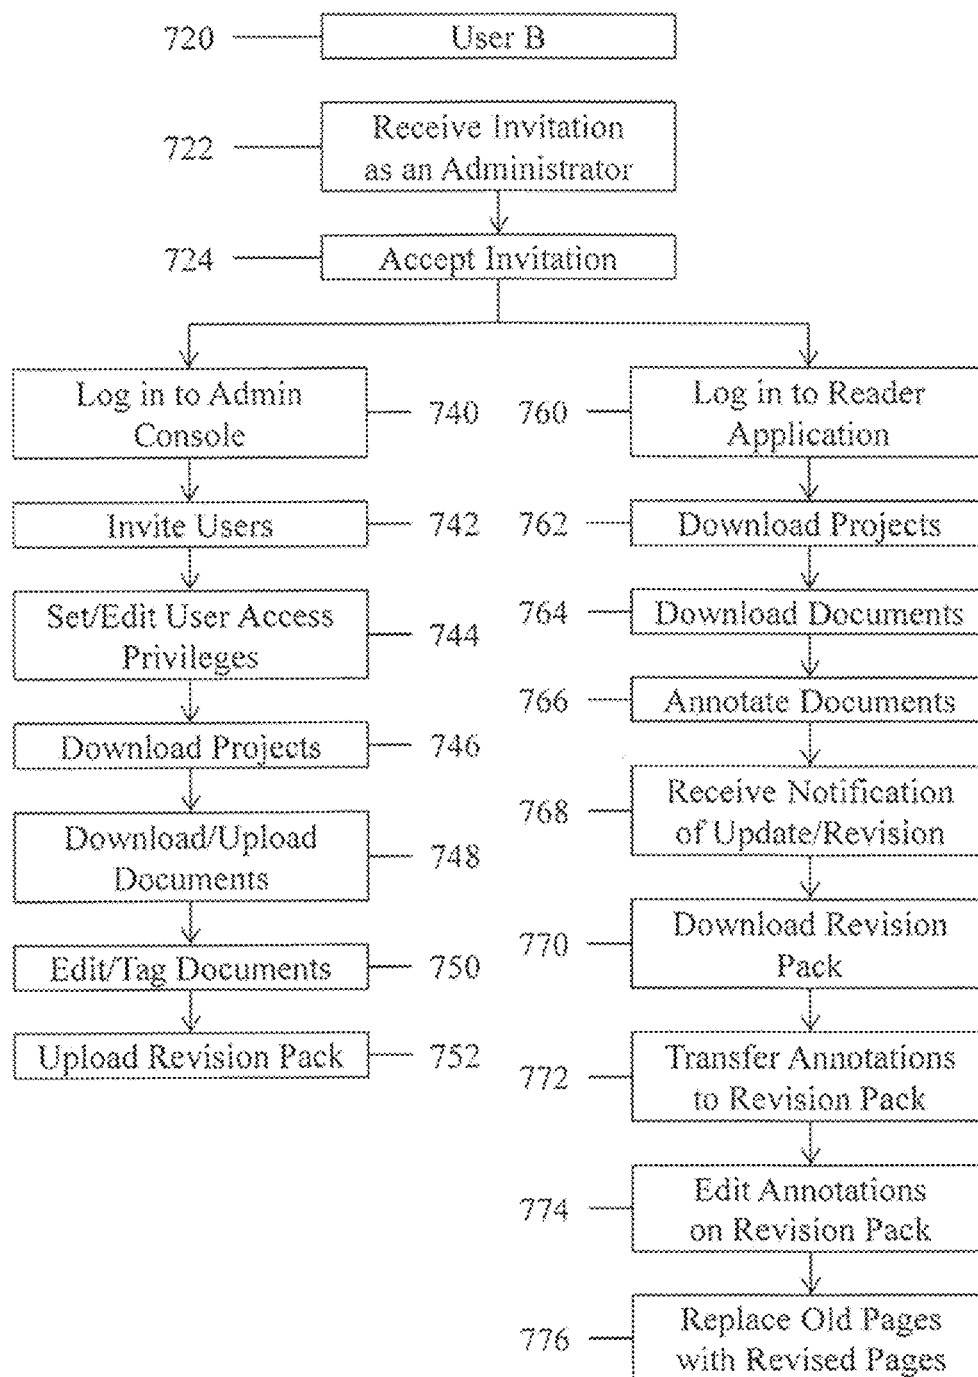 720
User B
722
Receive Invitation
as an Administrator
724
Accept Invitation
Log in to Admin
Console
740
Invite Users
742
Set/Edit User Access
Privileges
744
Download Projects
746
Download/Upload
Documents
748
Edit/Tag Documents
750
Upload Revision Pack
752
760
Log in to Reader
Application
762
Download Projects
764
Download Documents
766
Annotate Documents
768
Receive Notification
of Update/Revision
770
Download Revision
Pack
772
Transfer Annotations
to Revision Pack
774
Edit Annotations
on Revision Pack
776
Replace Old Pages
with Revised Pages